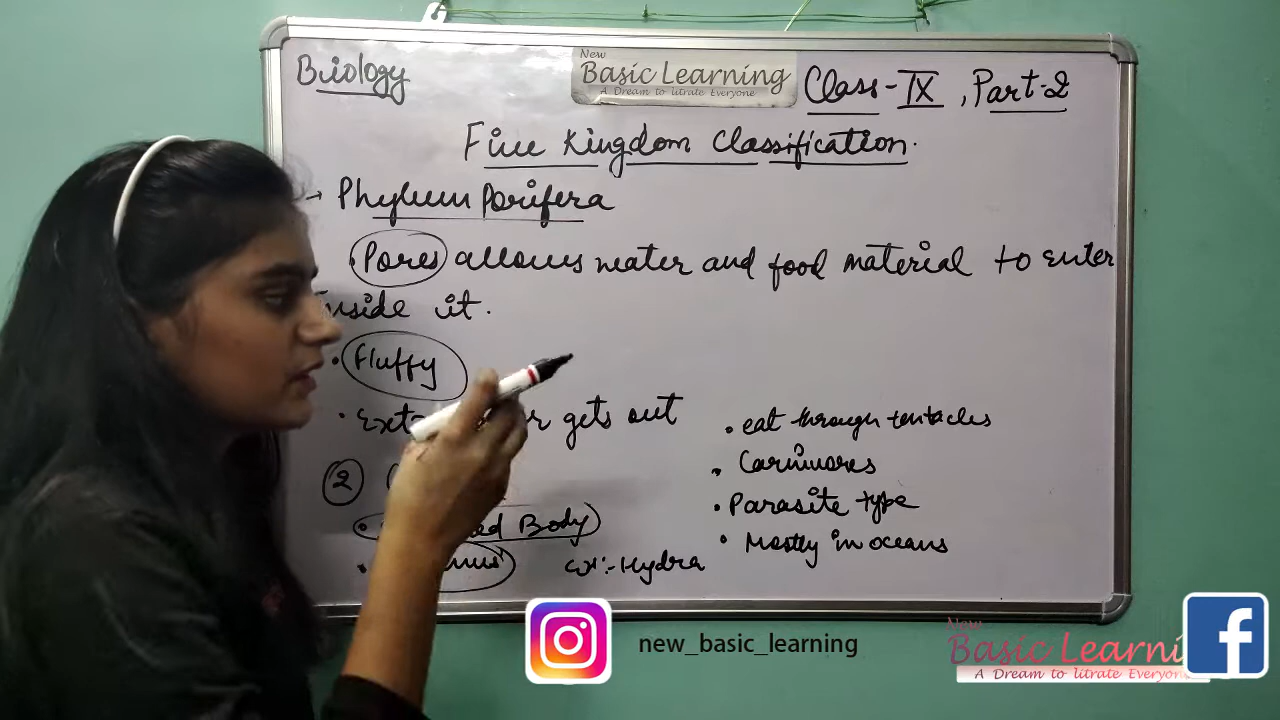 Biology
New
Basic Learning
A Dream to litrate Everyone
Class - IX , Part-2
Five Kingdom Classification.
→ Phylum Porifera
Pores allows water and food material to enter
inside it.
• Fluffy
• gets out
②
• Body
• ex:- Hydra
• eat through tentacles
• Carnivores
• Parasite type
• Mostly in oceans
new_basic_learning
New
Basic Learni
A Dream to litrate Everyone
f